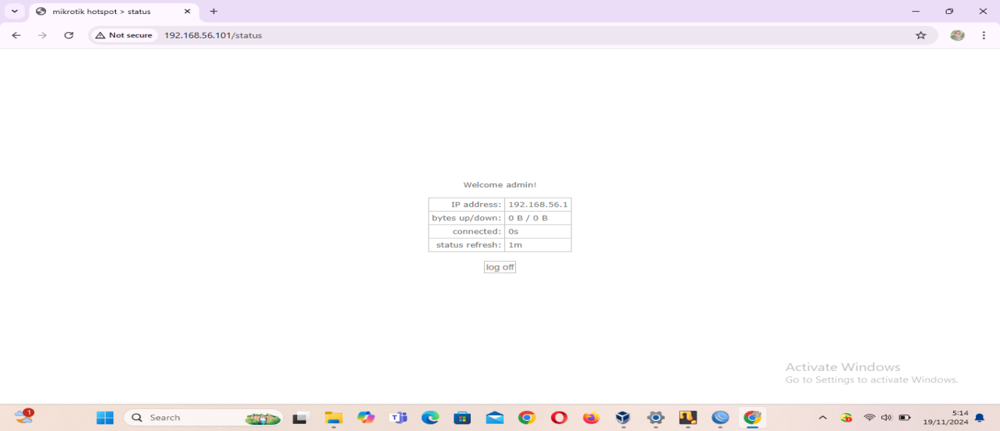 mikrotik hotspot > status
Not secure 192.168.56.101/status
Welcome admin!
IP address: 192.168.56.1
bytes up/down: 0 B / 0 B
connected: 0s
status refresh: 1m
log off
Activate Windows
Go to Settings to activate Windows.
1
Search
5:14
19/11/2024